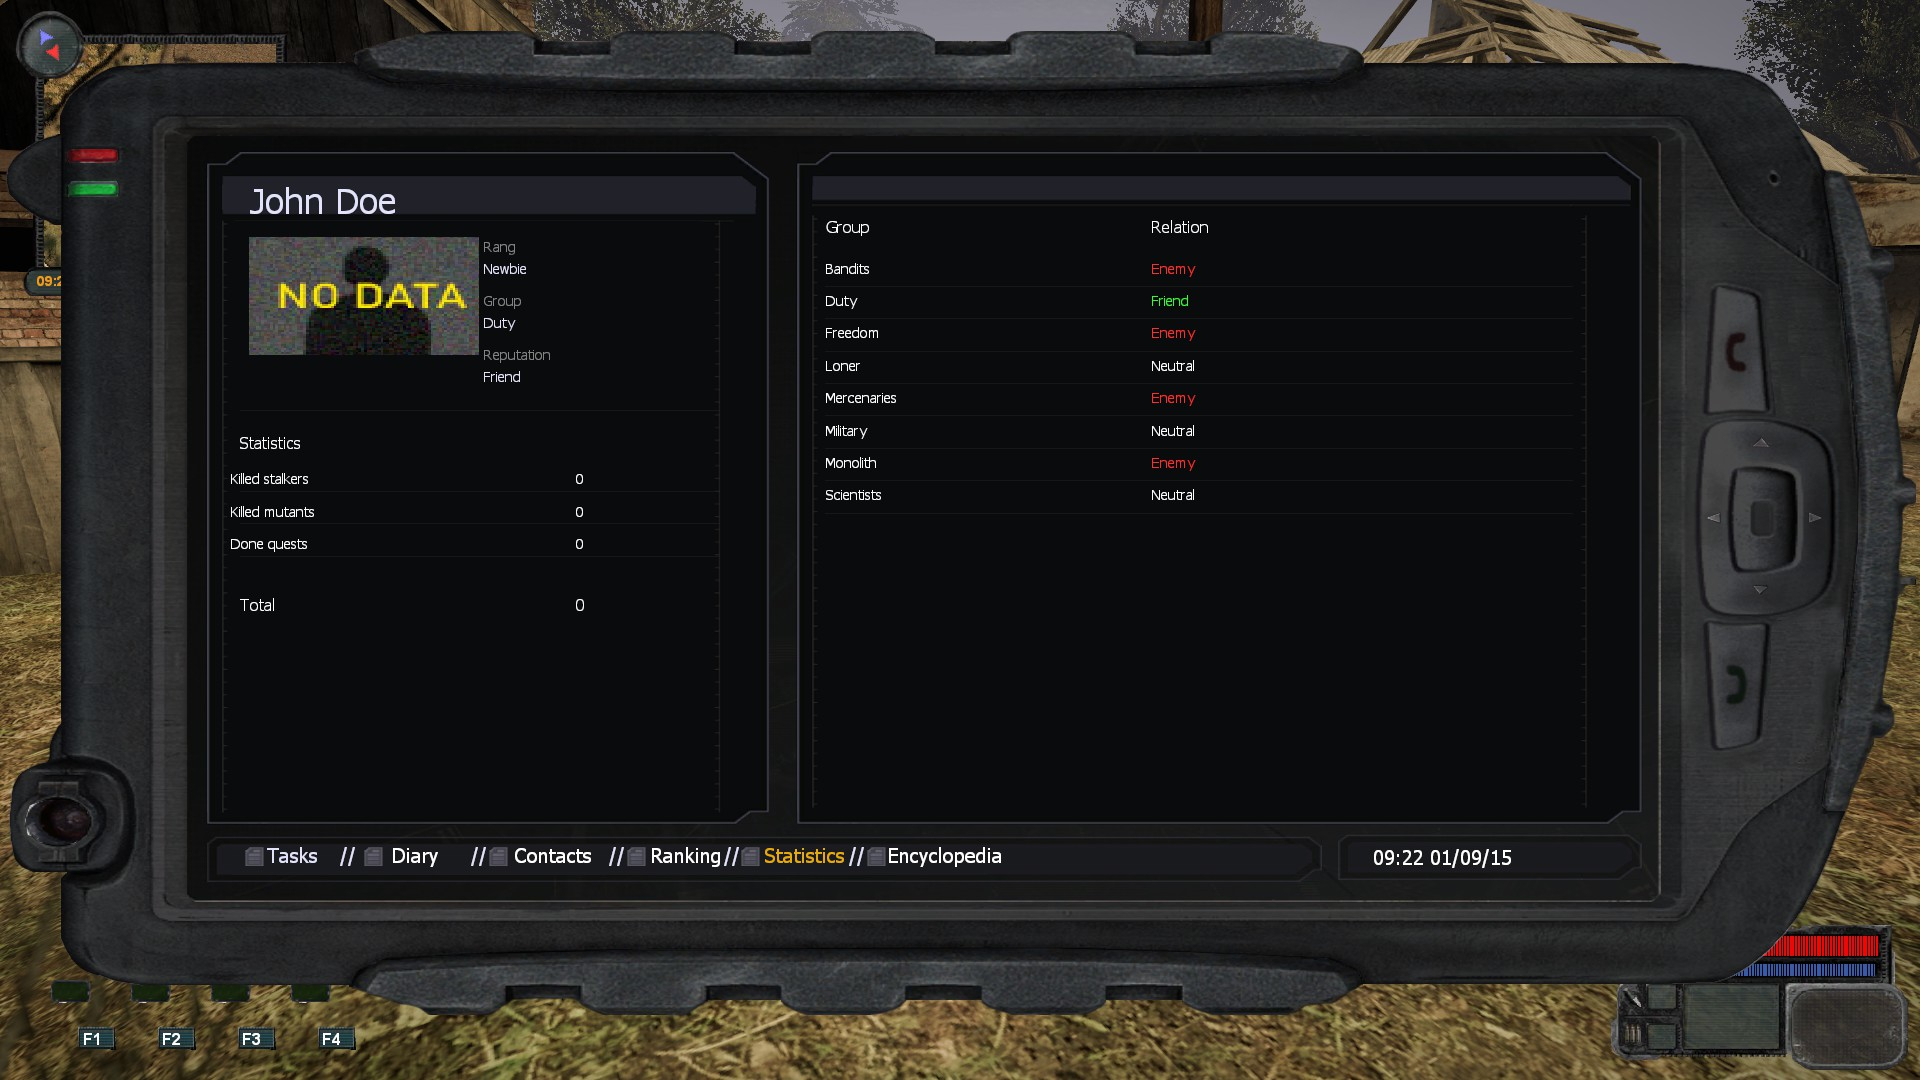 John Doe
NO DATA
Rang
Newbie
Group
Duty
Reputation
Friend
Statistics
Killed stalkers 0
Killed mutants 0
Done quests 0
Total 0
Group Relation
Bandits Enemy
Duty Friend
Freedom Enemy
Loner Neutral
Mercenaries Enemy
Military Neutral
Monolith Enemy
Scientists Neutral
09:2
Tasks // Diary // Contacts // Ranking // Statistics // Encyclopedia
09:22 01/09/15
F1 F2 F3 F4